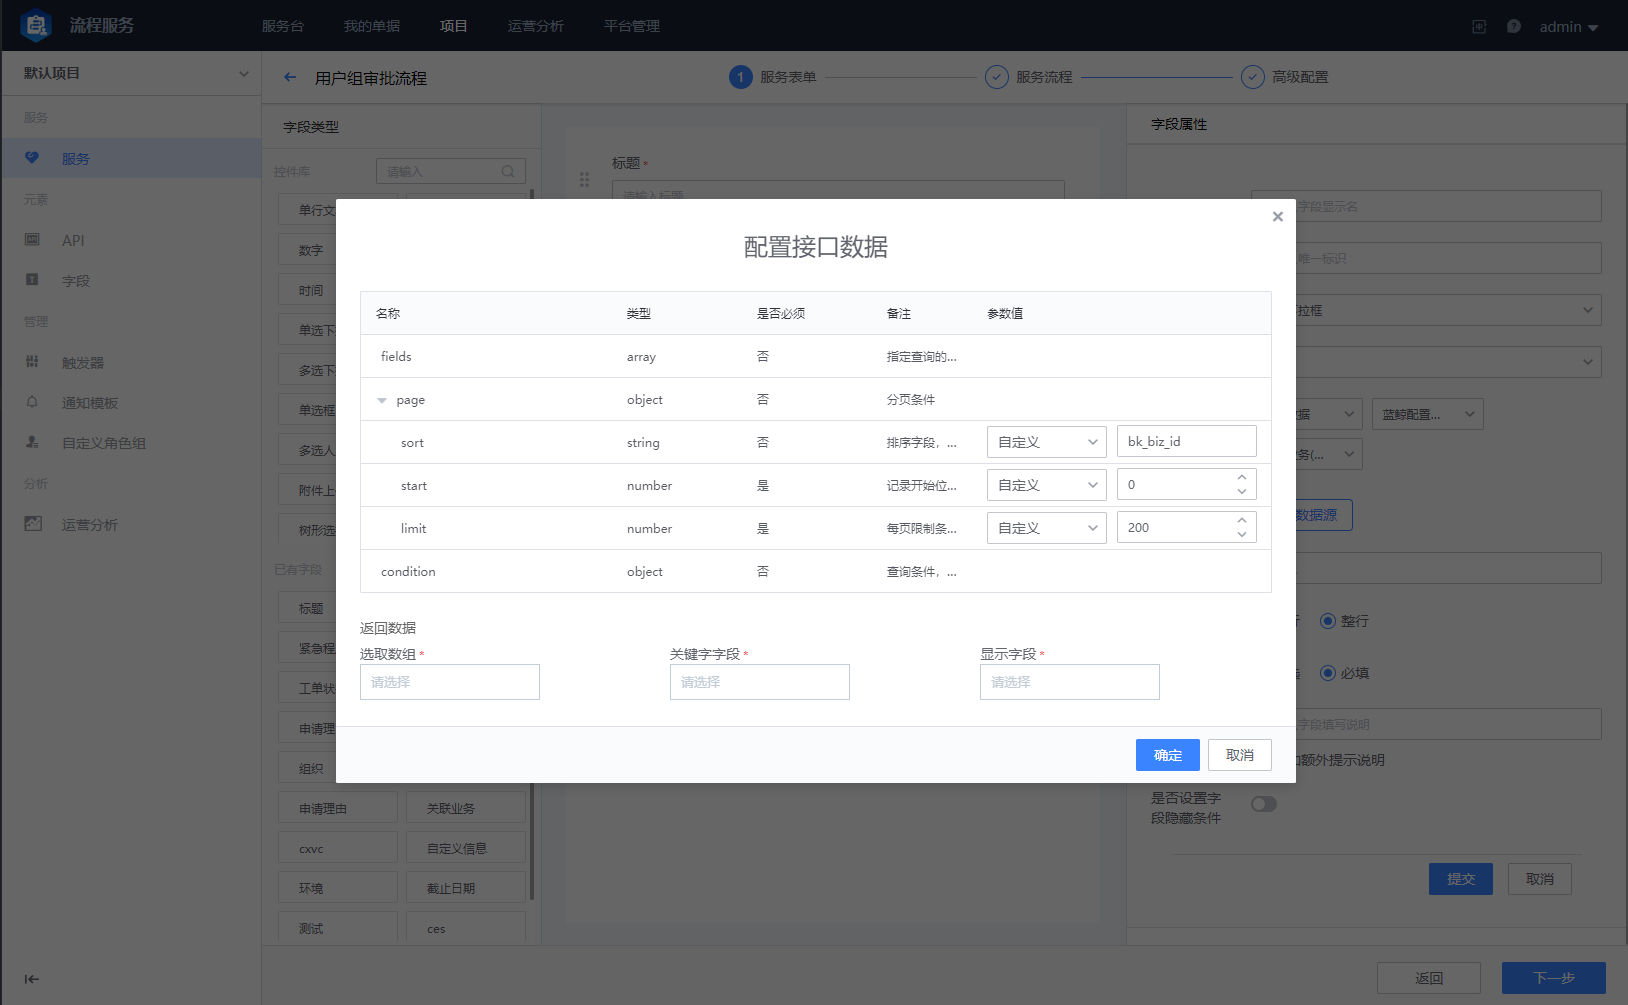 流程服务
服务台
我的单据
项目
运营分析
平台管理
admin
默认项目
服务
服务
元素
API
字段
管理
触发器
通知模板
自定义角色组
分析
运营分析
用户组审批流程
1 服务表单
服务流程
高级配置
字段类型
控件库
请输入
单行文
数字
时间
单选下
多选下
单选框
多选人
附件上
树形选
已有字段
标题
紧急程
工单状
申请理
组织
申请理由
关联业务
cxvc
自定义信息
环境
截止日期
测试
ces
标题 *
请输入标题
配置接口数据
名称 类型 是否必须 备注 参数值
fields array 否 指定查询的...
page object 否 分页条件
sort string 否 排序字段，... 自定义 bk_biz_id
start number 是 记录开始位... 自定义 0
limit number 是 每页限制条... 自定义 200
condition object 否 查询条件，...
返回数据
选取数组 *
请选择
关键字字段 *
请选择
显示字段 *
请选择
确定
取消
字段属性
字段显示名
唯一标识
拉框
据
蓝鲸配置...
务(...
数据源
整行
必填
字段填写说明
额外提示说明
是否设置字
段隐藏条件
提交
取消
返回
下一步